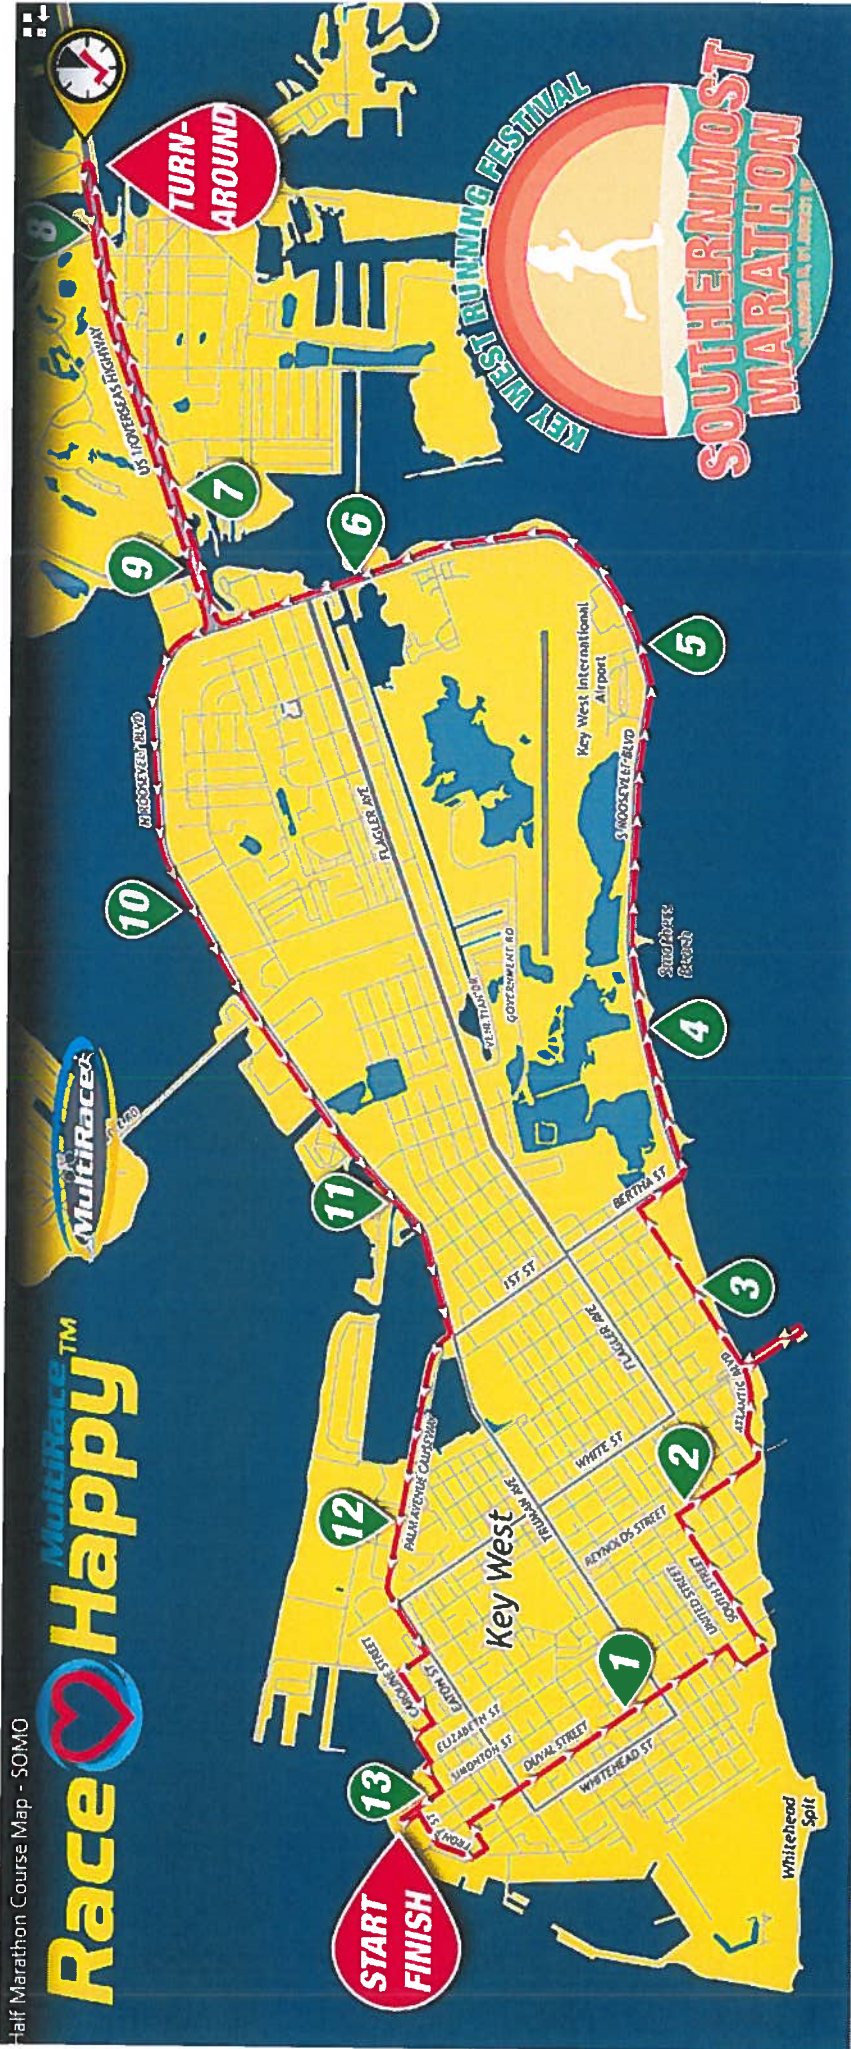 Half Marathon Course Map - SOMO
Race Happy™
MultiRace
MultiRace
KEY WEST RUNNING FESTIVAL
SOUTHERNMOST
MARATHON
TURN-
AROUND
START
FINISH
1
2
3
4
5
6
7
8
9
10
11
12
13
US 1/OVERSEAS HIGHWAY
N ROOSEVELT BLVD
FLAGLER AVE
Key West International
Airport
S ROOSEVELT BLVD
GOVERNMENT RD
VENETIAN DR
Smathers
Beach
BERTHA ST
1ST ST
FLAGLER AVE
ATLANTIC BLVD
WHITE ST
TRUMAN AVE
REYNOLDS STREET
UNITED STREET
SOUTH STREET
PALM AVENUE CAUSEWAY
Key West
CAROLINE STREET
EATON ST
ELIZABETH ST
SIMONTON ST
DUVAL STREET
WHITEHEAD ST
FRONT ST
Whitehead
Spit